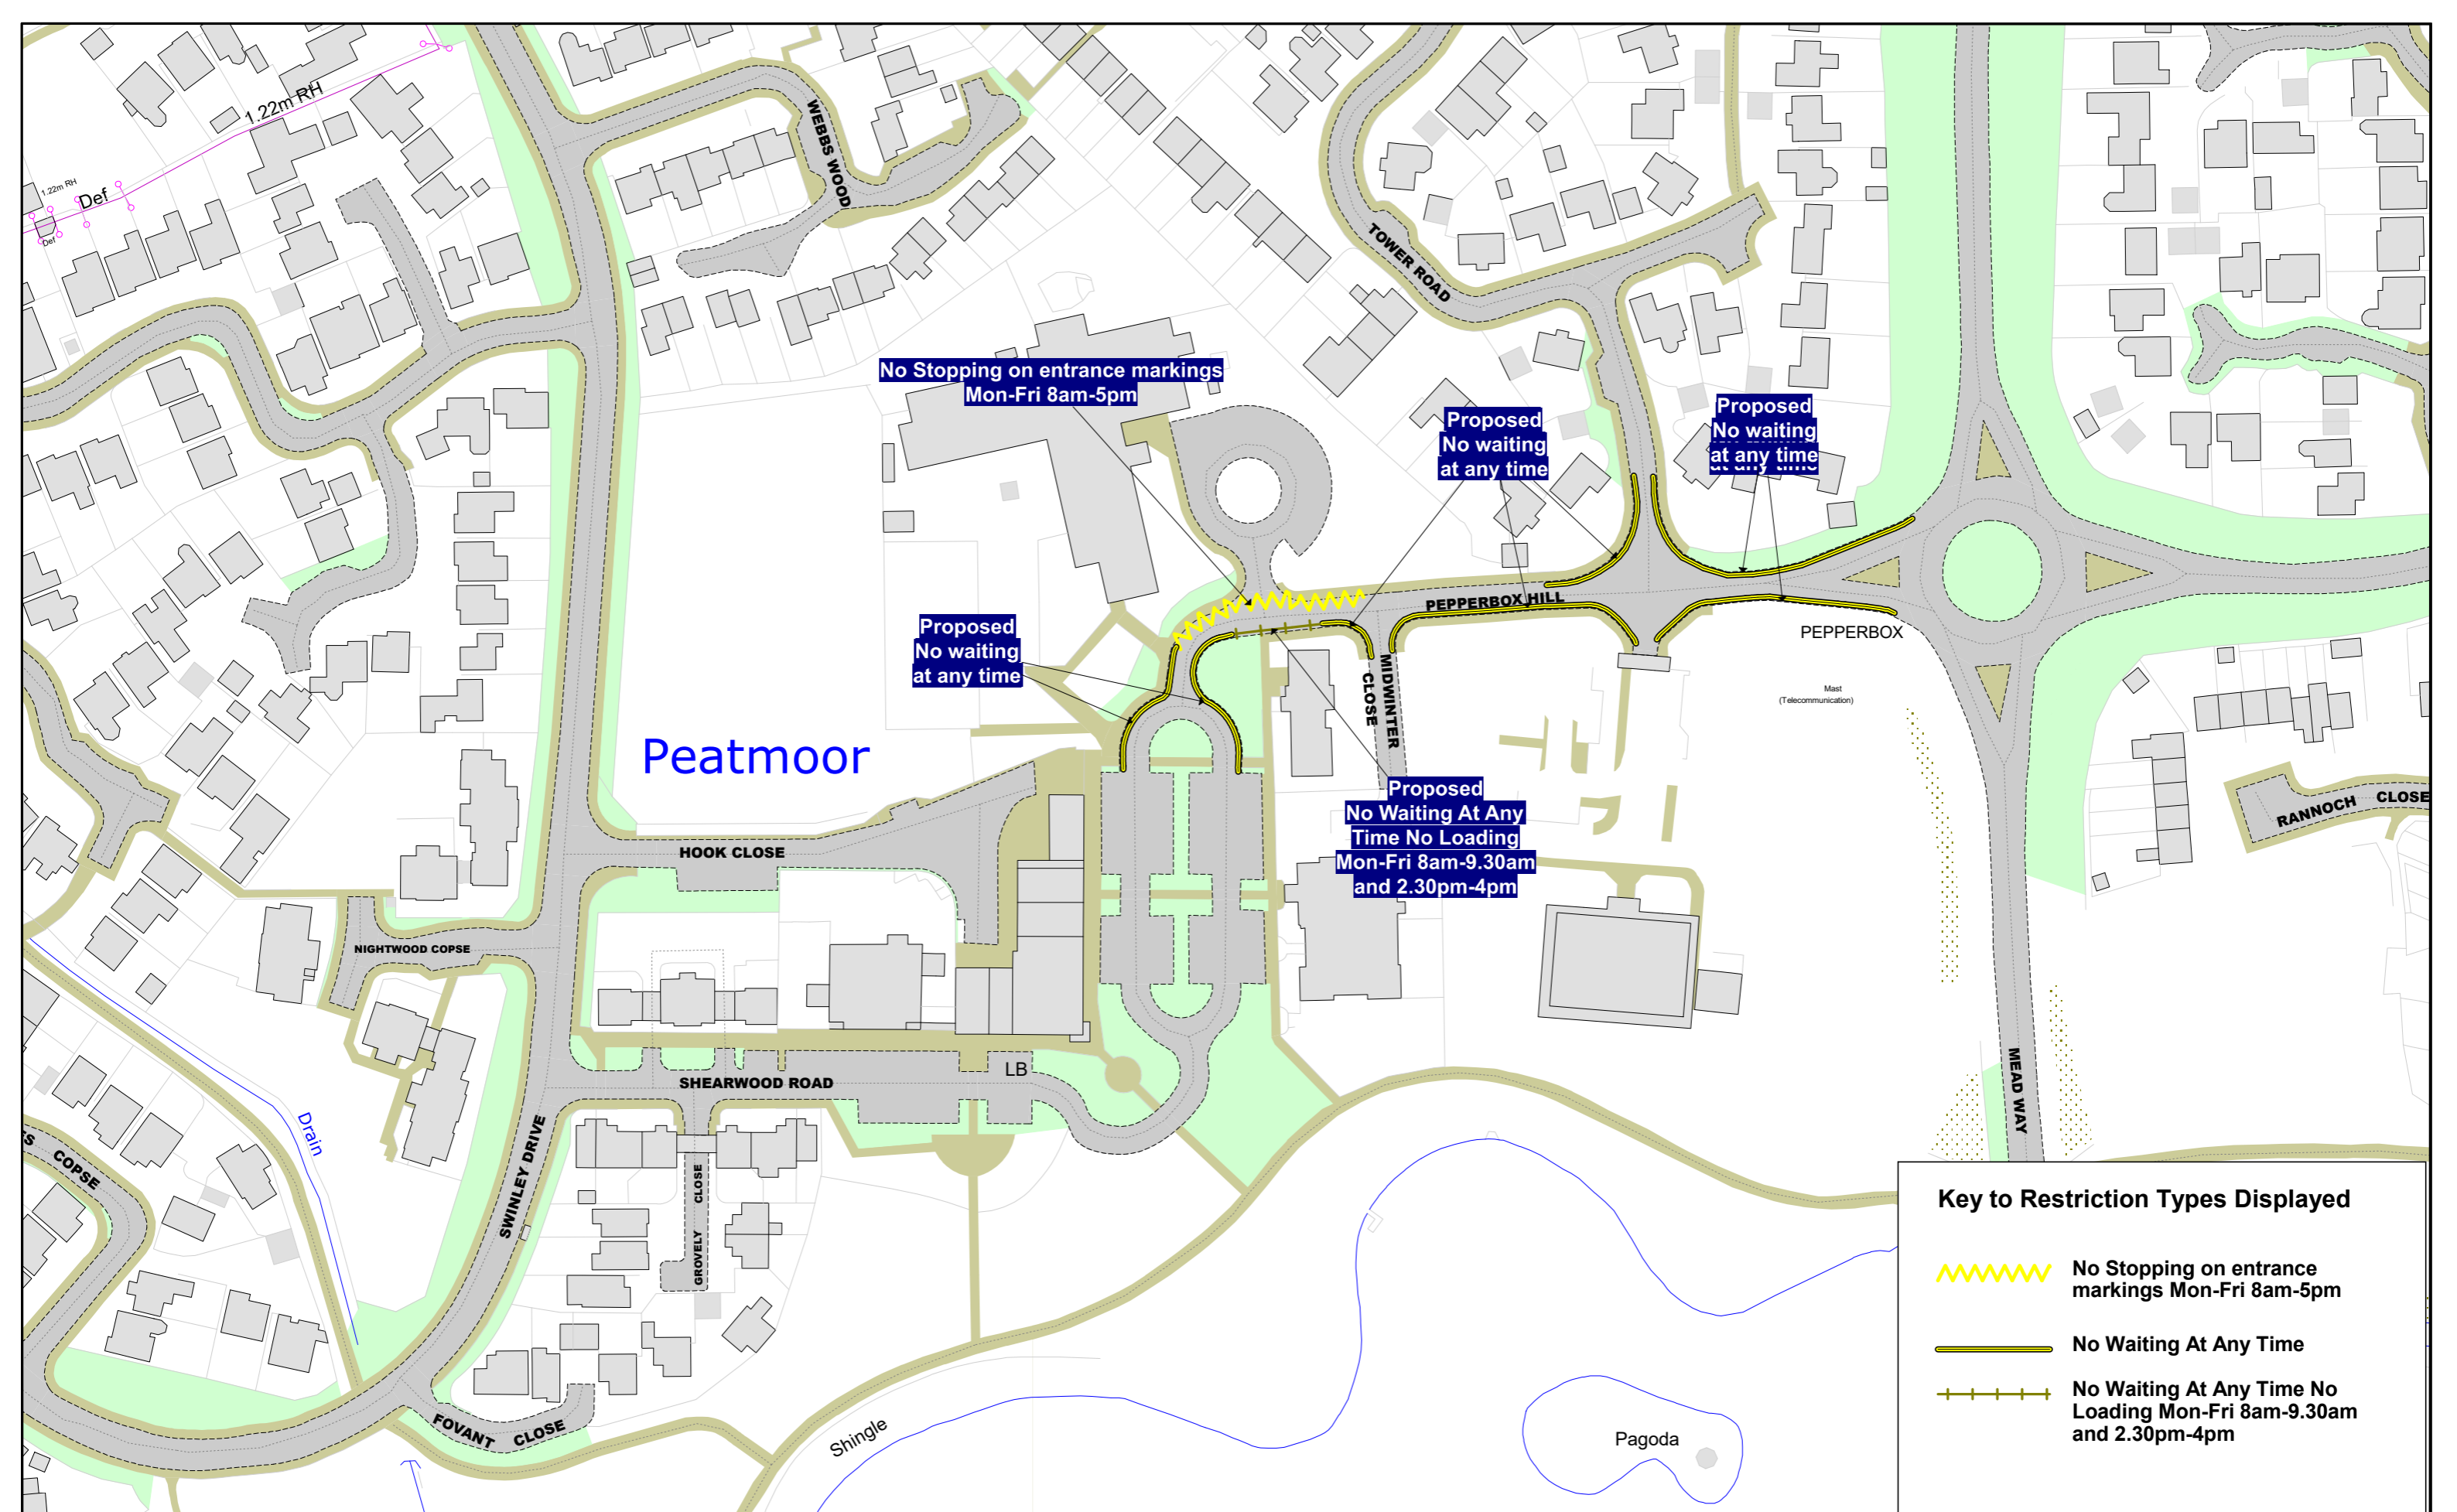 1.22m RH
1.22m RH
Def
Def
WEBBS WOOD
TOWER ROAD
No Stopping on entrance markings
Mon-Fri 8am-5pm
Proposed
No waiting
at any time
Proposed
No waiting
at any time
at any time
PEPPERBOX HILL
Proposed
No waiting
at any time
PEPPERBOX
MIDWINTER
CLOSE
Mast
(Telecommunication)
Peatmoor
Proposed
No Waiting At Any
Time No Loading
Mon-Fri 8am-9.30am
and 2.30pm-4pm
RANNOCH CLOSE
HOOK CLOSE
NIGHTWOOD COPSE
LB
SHEARWOOD ROAD
MEAD WAY
Drain
SWINLEY DRIVE
COPSE
GROVELY CLOSE
FOVANT CLOSE
Shingle
Pagoda
Key to Restriction Types Displayed
No Stopping on entrance
markings Mon-Fri 8am-5pm
No Waiting At Any Time
No Waiting At Any Time No
Loading Mon-Fri 8am-9.30am
and 2.30pm-4pm